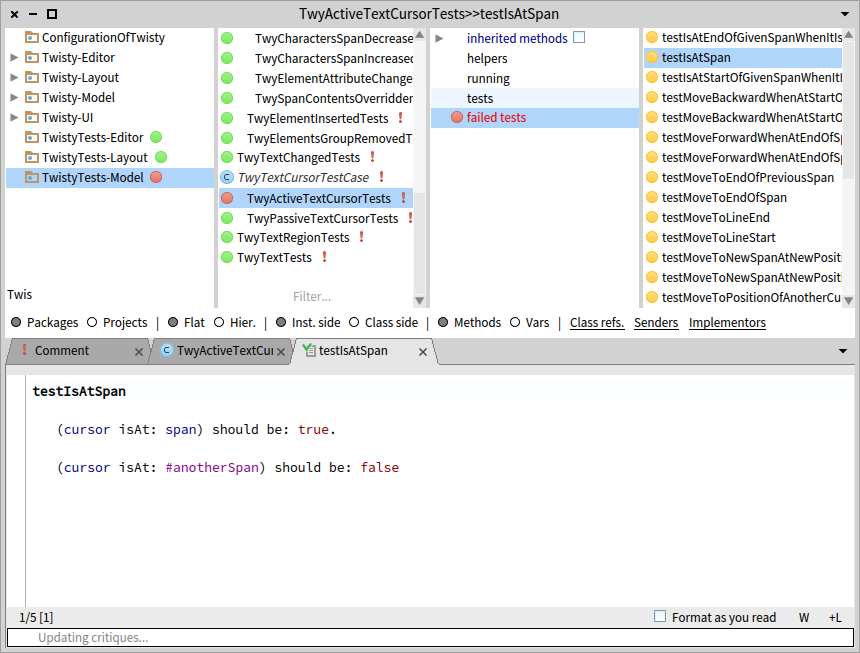 TwyActiveTextCursorTests>>testIsAtSpan
ConfigurationOfTwisty
Twisty-Editor
Twisty-Layout
Twisty-Model
Twisty-UI
TwistyTests-Editor
TwistyTests-Layout
TwistyTests-Model
Twis
TwyCharactersSpanDecrease
TwyCharactersSpanIncreased
TwyElementAttributeChange
TwySpanContentsOverridden
TwyElementInsertedTests !
TwyElementsGroupRemovedT
TwyTextChangedTests !
C TwyTextCursorTestCase !
TwyActiveTextCursorTests !
TwyPassiveTextCursorTests !
TwyTextRegionTests !
TwyTextTests !
Filter...
inherited methods
helpers
running
tests
failed tests
testIsAtEndOfGivenSpanWhenItIs
testIsAtSpan
testIsAtStartOfGivenSpanWhenItI
testMoveBackwardWhenAtStartO
testMoveBackwardWhenAtStartO
testMoveForwardWhenAtEndOfSp
testMoveForwardWhenAtEndOfSp
testMoveToEndOfPreviousSpan
testMoveToEndOfSpan
testMoveToLineEnd
testMoveToLineStart
testMoveToNewSpanAtNewPositi
testMoveToNewSpanAtNewPositi
testMoveToPositionOfAnotherCu
Packages Projects | Flat Hier. | Inst. side Class side | Methods Vars | Class refs. Senders Implementors
! Comment × C TwyActiveTextCur × testIsAtSpan ×
testIsAtSpan
(cursor isAt: span) should be: true.
(cursor isAt: #anotherSpan) should be: false
1/5 [1] Format as you read W +L
Updating critiques...